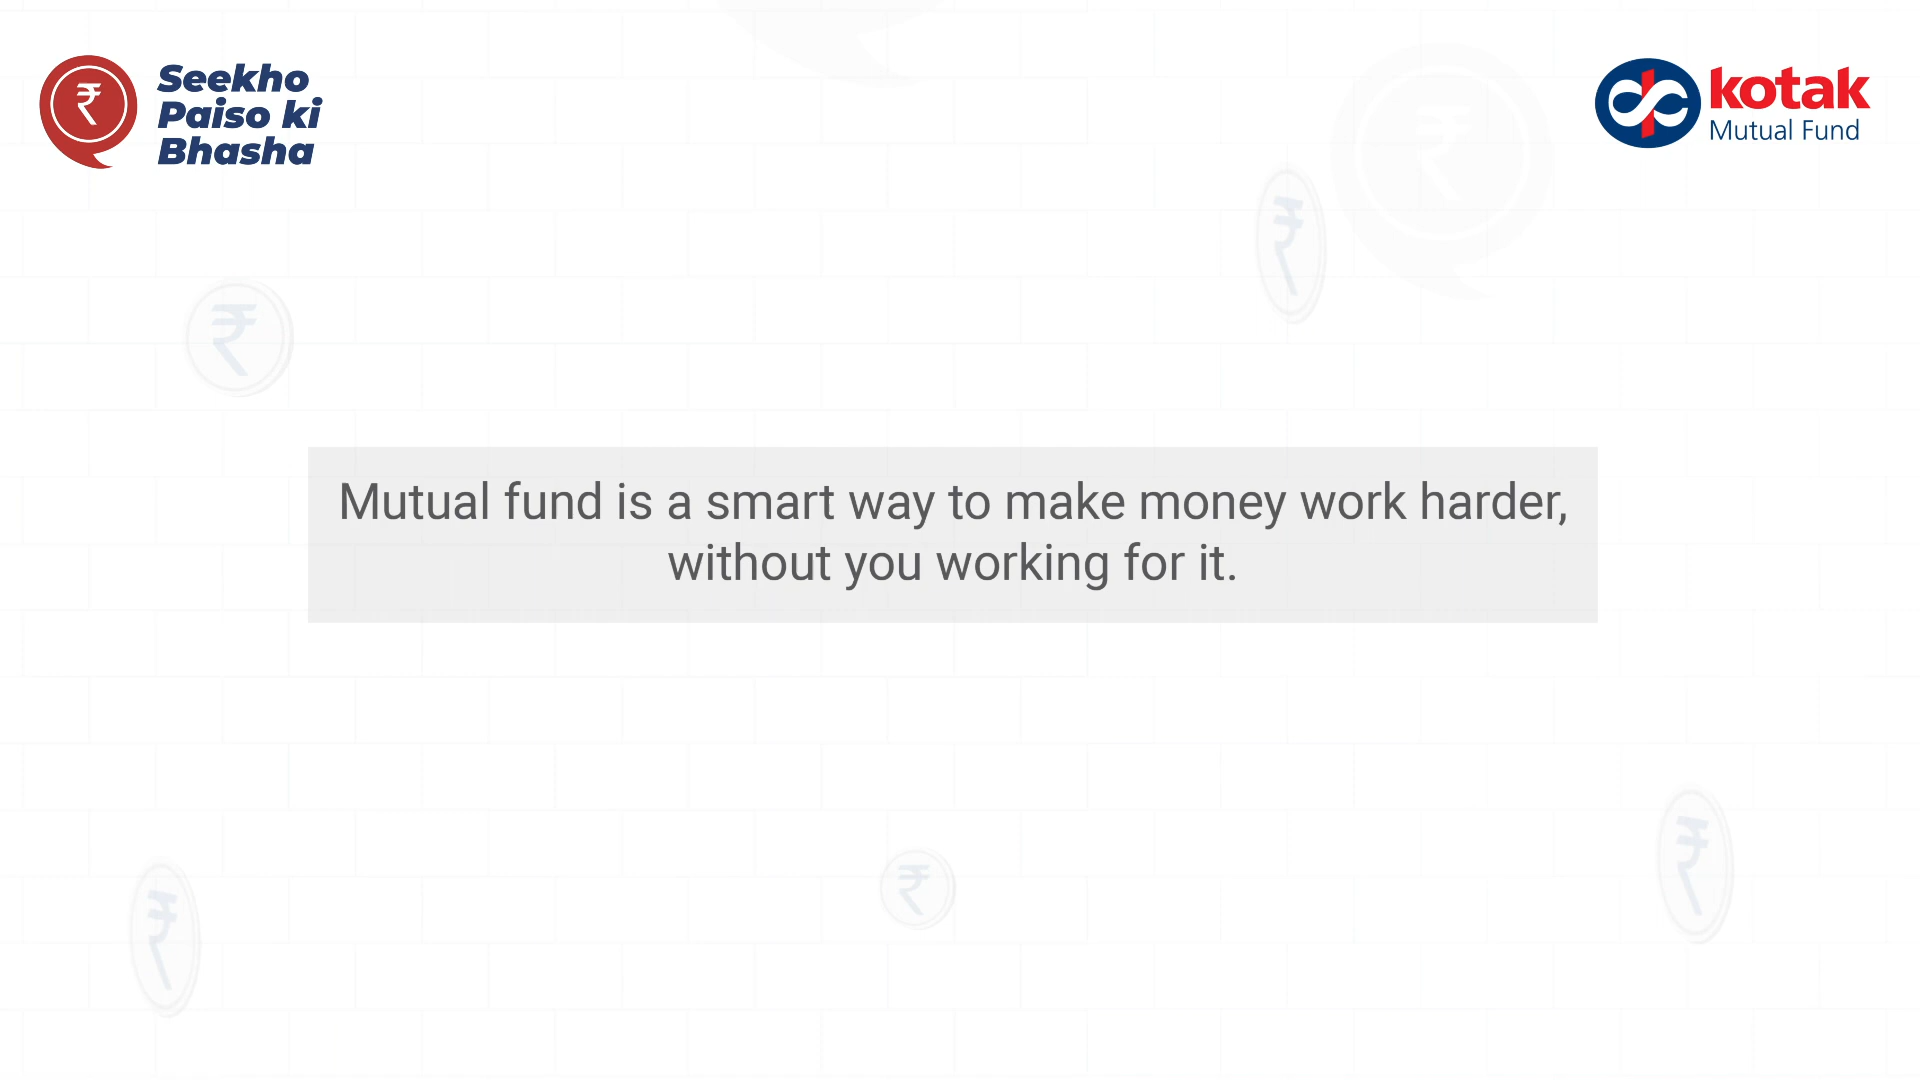 Seekho
Paiso ki
Bhasha
kotak
Mutual Fund
Mutual fund is a smart way to make money work harder,
without you working for it.